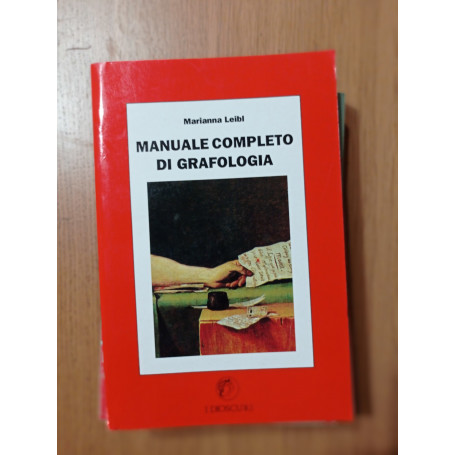 Marianna Leibl
MANUALE COMPLETO
DI GRAFOLOGIA
I DIOSCURI